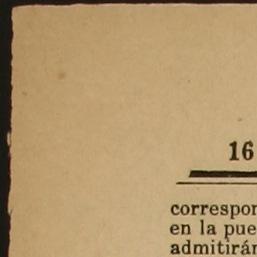 16
correspon
en la pue
admitirán